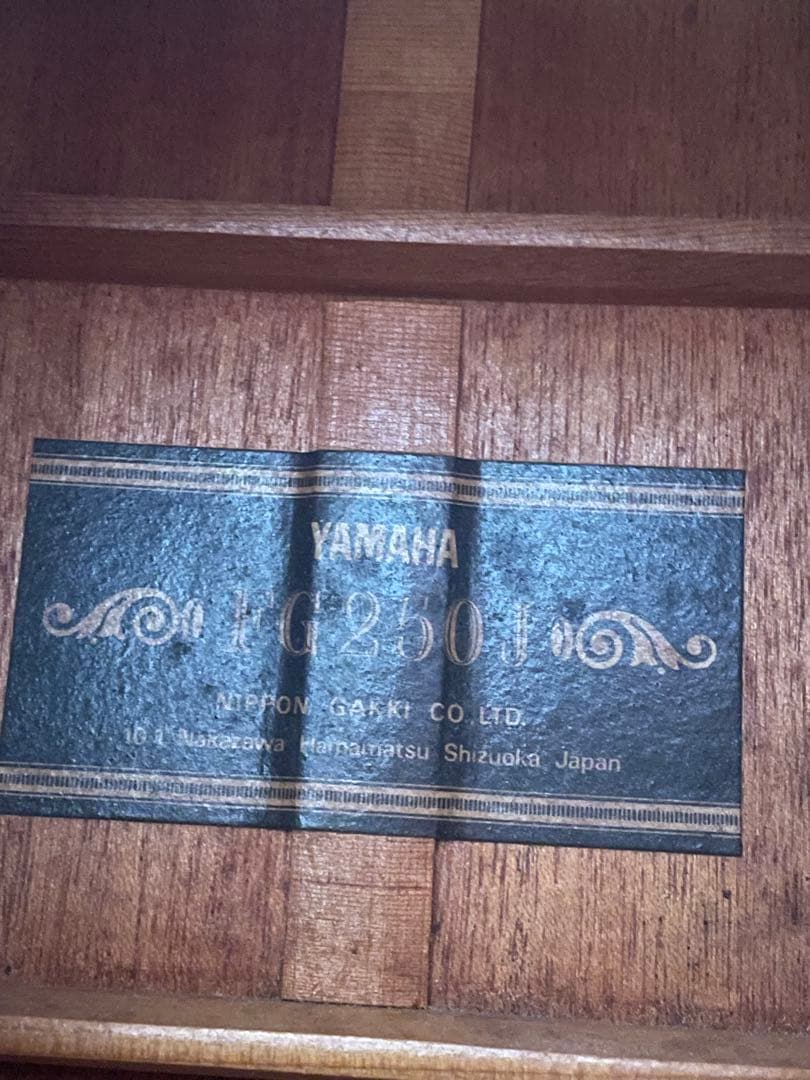 YAMAHA
FG250J
NIPPON GAKKI CO. LTD.
10 1 Nakazawa Hamamatsu Shizuoka Japan